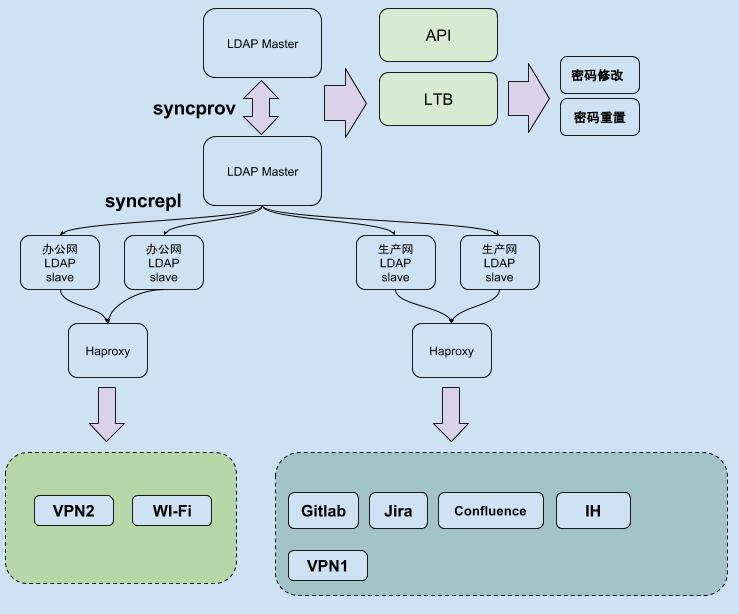 LDAP Master
API
LTB
密码修改
密码重置
syncprov
LDAP Master
syncrepl
办公网
LDAP
slave
办公网
LDAP
slave
生产网
LDAP
slave
生产网
LDAP
slave
Haproxy
Haproxy
VPN2
WI-Fi
Gitlab
Jira
Confluence
IH
VPN1